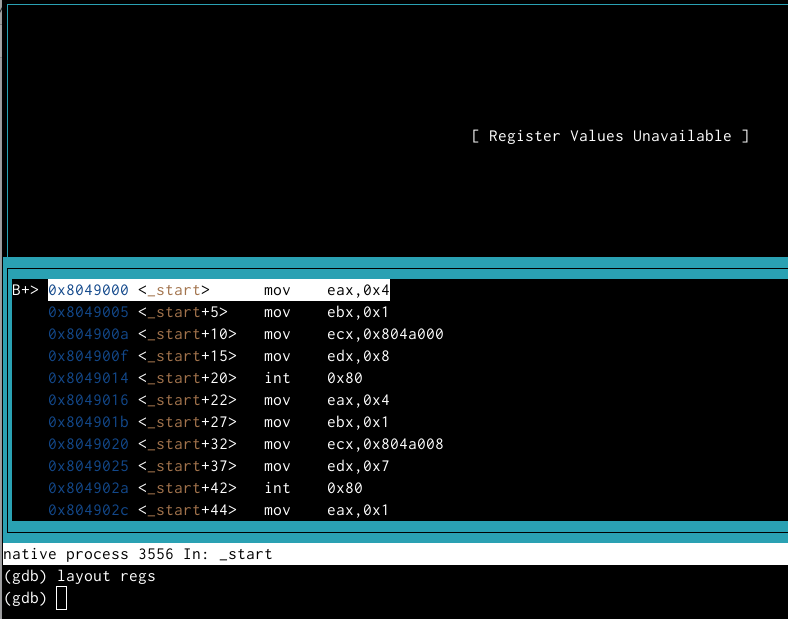 [ Register Values Unavailable ]
B+> 0x8049000 <_start> mov eax,0x4
0x8049005 <_start+5> mov ebx,0x1
0x804900a <_start+10> mov ecx,0x804a000
0x804900f <_start+15> mov edx,0x8
0x8049014 <_start+20> int 0x80
0x8049016 <_start+22> mov eax,0x4
0x804901b <_start+27> mov ebx,0x1
0x8049020 <_start+32> mov ecx,0x804a008
0x8049025 <_start+37> mov edx,0x7
0x804902a <_start+42> int 0x80
0x804902c <_start+44> mov eax,0x1
native process 3556 In: _start
(gdb) layout regs
(gdb)